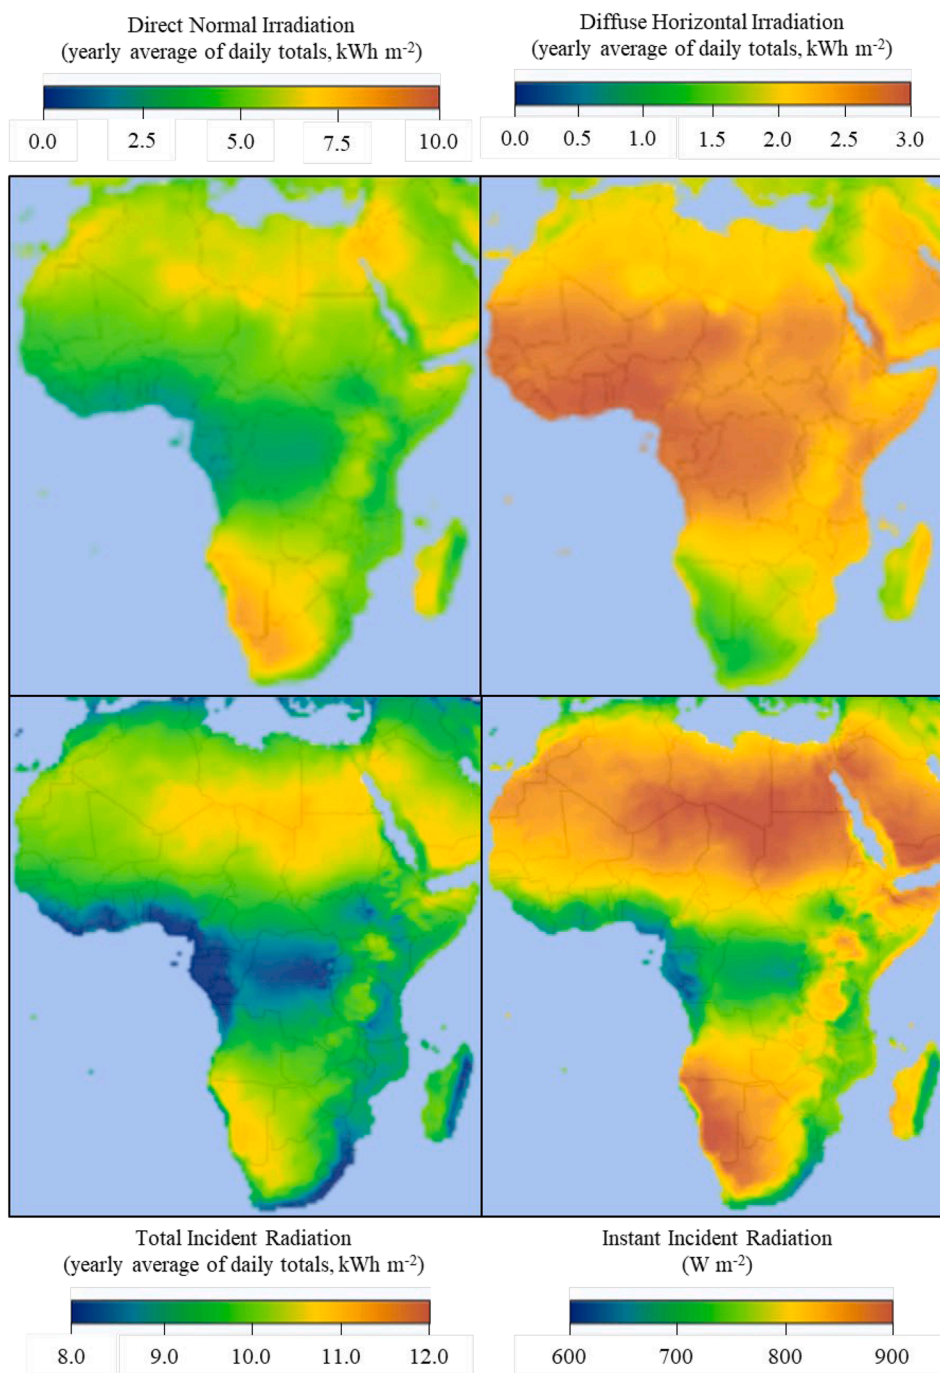 Direct Normal Irradiation
(yearly average of daily totals, kWh m-2)
0.0 2.5 5.0 7.5 10.0
Diffuse Horizontal Irradiation
(yearly average of daily totals, kWh m-2)
0.0 0.5 1.0 1.5 2.0 2.5 3.0
Total Incident Radiation
(yearly average of daily totals, kWh m-2)
8.0 9.0 10.0 11.0 12.0
Instant Incident Radiation
(W m-2)
600 700 800 900